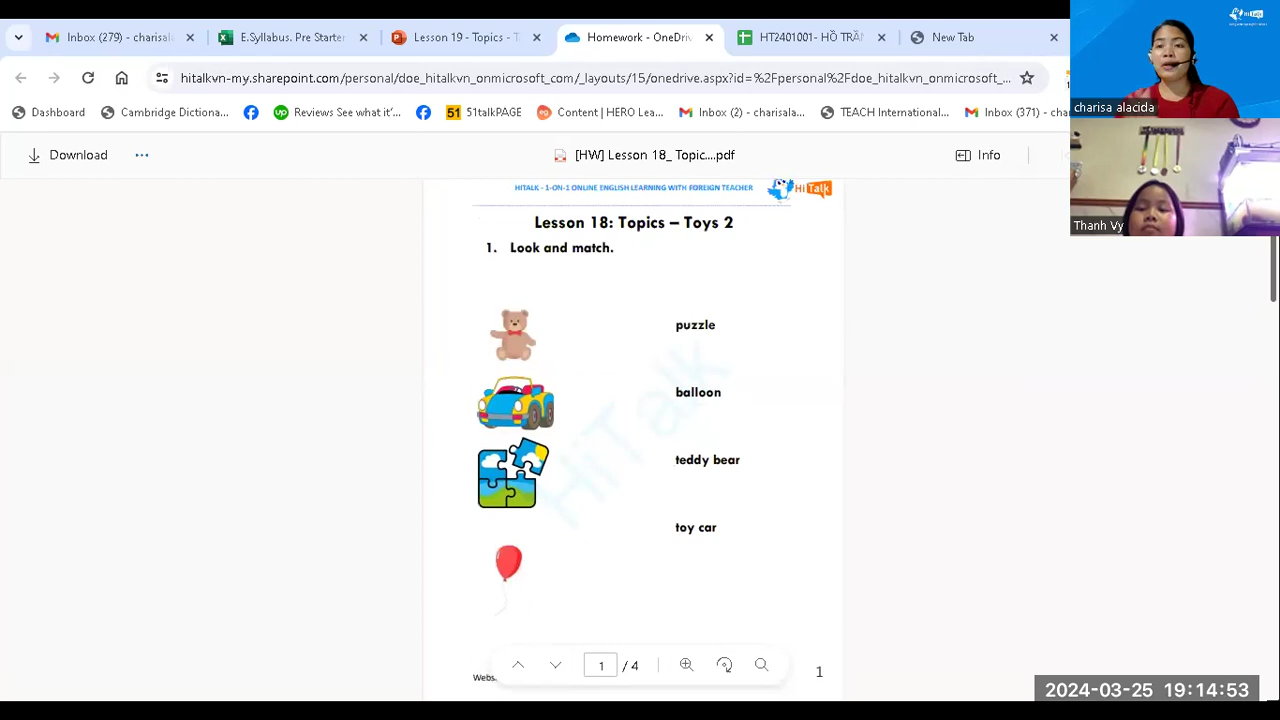 Inbox (279) - charisal
E.Syllabus. Pre Starter
Lesson 19 - Topics - T
Homework - OneDriv
HT2401001- HỒ TRẦN
New Tab
hitalkvn-my.sharepoint.com/personal/doe_hitalkvn_onmicrosoft_com/_layouts/15/onedrive.aspx?id=%2Fpersonal%2Fdoe_hitalkvn_onmicrosoft_...
Dashboard
Cambridge Dictiona...
Reviews See what it'...
51
51talkPAGE
Content | HERO Lea...
Inbox (2) - charisala...
TEACH International...
Inbox (371) - cha
Download
...
[HW] Lesson 18_ Topic....pdf
Info
HiTalk
charisa alacida
Thanh Vy
HITALK - 1-ON-1 ONLINE ENGLISH LEARNING WITH FOREIGN TEACHER
HiTalk
Lesson 18: Topics – Toys 2
1. Look and match.
puzzle
balloon
teddy bear
toy car
HiTalk
1 / 4
Webs
1
2024-03-25 19:14:53